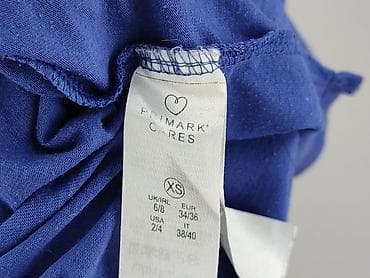 PRIMARK®
CARES
XS
UK/IRL EUR
6/8 34/36
USA IT
2/4 38/40